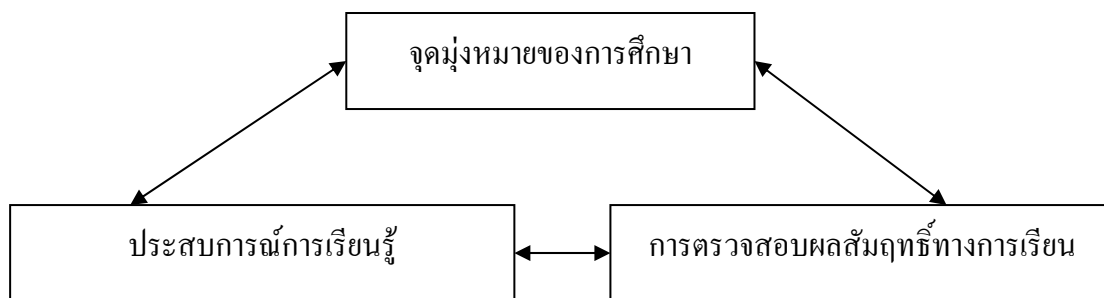 จุดมุ่งหมายของการศึกษา
ประสบการณ์การเรียนรู้
การตรวจสอบผลสัมฤทธิ์ทางการเรียน